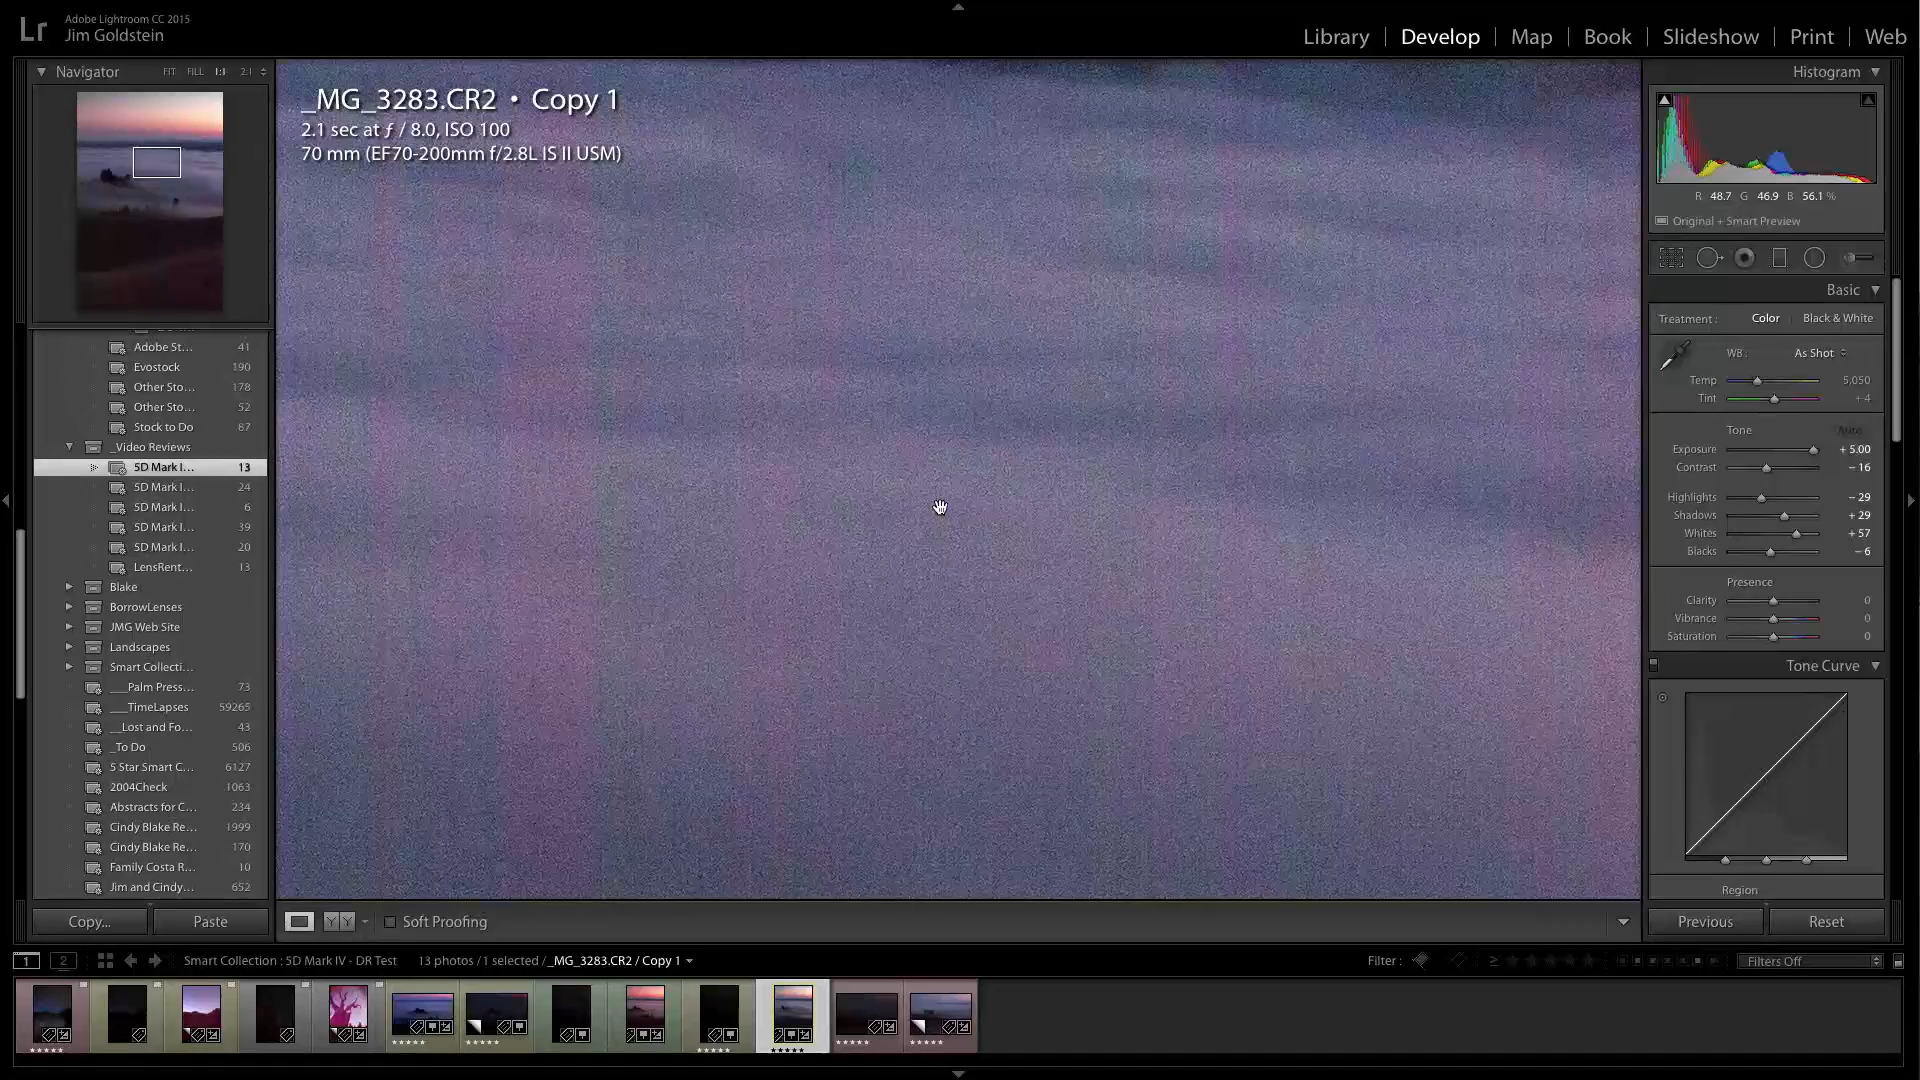 Lr
Adobe Lightroom CC 2015
Jim Goldstein
Library | Develop | Map | Book | Slideshow | Print | Web
Navigator FIT FILL 1:1 2:1
Adobe St... 41
Evostock 190
Other Sto... 178
Other Sto... 52
Stock to Do 87
_Video Reviews
5D Mark I... 13
5D Mark I... 24
5D Mark I... 6
5D Mark I... 39
5D Mark I... 20
LensRent... 13
Blake
BorrowLenses
JMG Web Site
Landscapes
Smart Collecti...
___Palm Press... 73
___TimeLapses 59265
__Lost and Fo... 43
_To Do 506
5 Star Smart C... 6127
2004Check 1063
Abstracts for C... 234
Cindy Blake Re... 1999
Cindy Blake Re... 170
Family Costa R... 10
Jim and Cindy... 652
Copy... Paste
_MG_3283.CR2 • Copy 1
2.1 sec at ƒ / 8.0, ISO 100
70 mm (EF70-200mm f/2.8L IS II USM)
Soft Proofing
Histogram
R 48.7 G 46.9 B 56.1 %
Original + Smart Preview
Basic
Treatment : Color Black & White
WB : As Shot
Temp 5,050
Tint + 4
Tone Auto
Exposure + 5.00
Contrast – 16
Highlights – 29
Shadows + 29
Whites + 57
Blacks – 6
Presence
Clarity 0
Vibrance 0
Saturation 0
Tone Curve
Region
Previous Reset
1 2 Smart Collection : 5D Mark IV - DR Test 13 photos / 1 selected / _MG_3283.CR2 / Copy 1 Filter : Filters Off